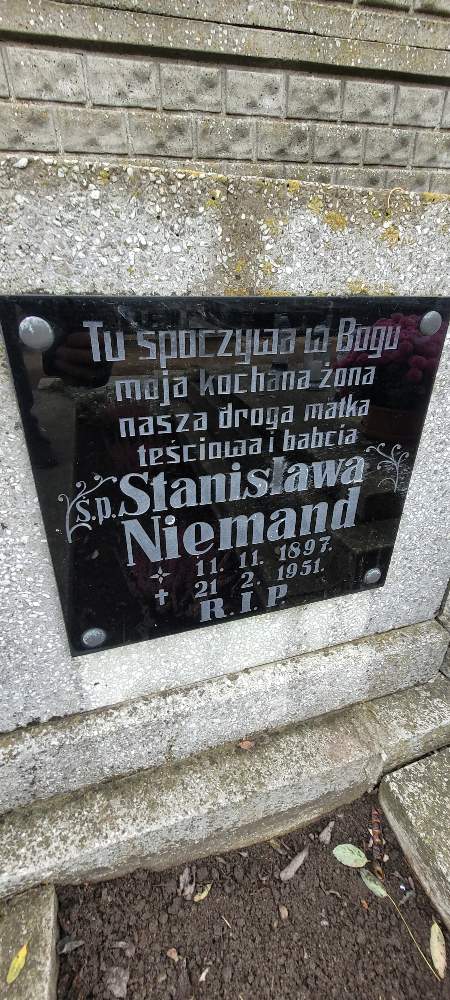 Tu spoczywa w Bogu
moja kochana żona
nasza droga matka
teściowa i babcia
Ś.p. Stanisława
Niemand
11. 11. 1897.
21. 2. 1951.
R.I.P.